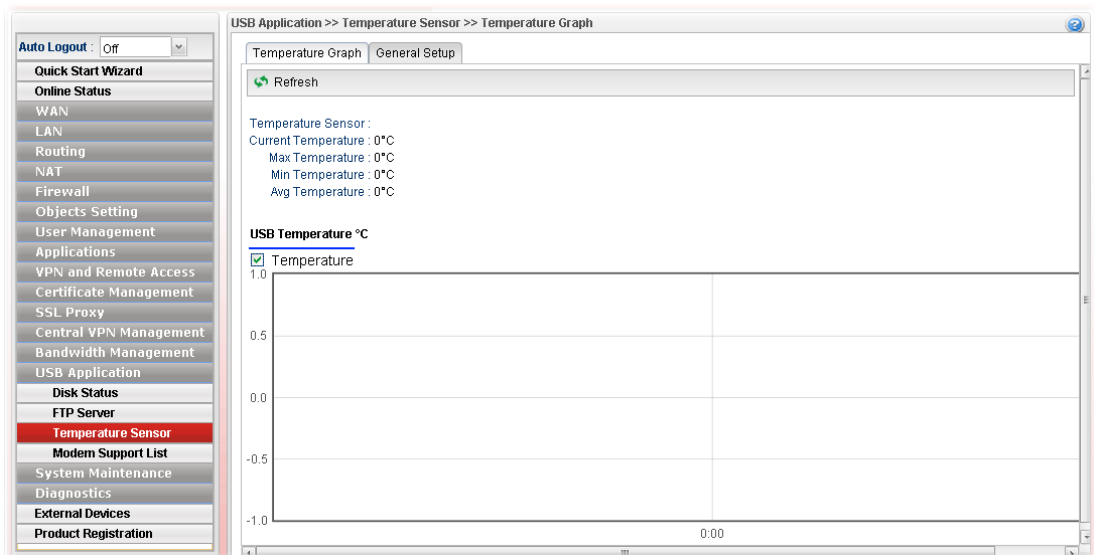 USB Application >> Temperature Sensor >> Temperature Graph
Auto Logout : Off
Quick Start Wizard
Online Status
WAN
LAN
Routing
NAT
Firewall
Objects Setting
User Management
Applications
VPN and Remote Access
Certificate Management
SSL Proxy
Central VPN Management
Bandwidth Management
USB Application
Disk Status
FTP Server
Temperature Sensor
Modem Support List
System Maintenance
Diagnostics
External Devices
Product Registration
Temperature Graph General Setup
Refresh
Temperature Sensor :
Current Temperature : 0°C
Max Temperature : 0°C
Min Temperature : 0°C
Avg Temperature : 0°C
USB Temperature °C
Temperature
1.0
0.5
0.0
-0.5
-1.0
0:00